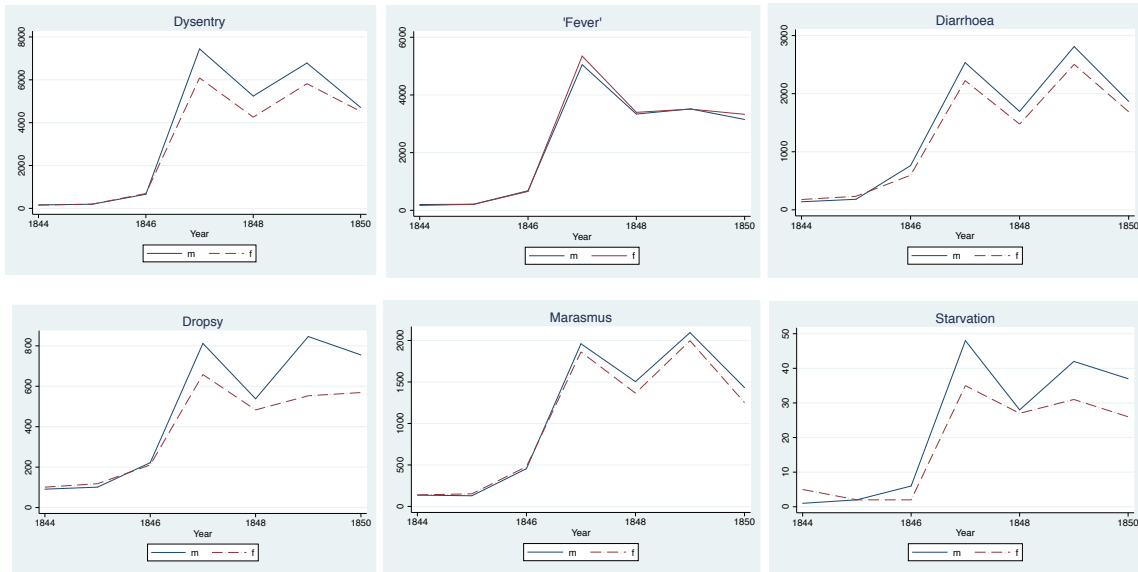 Dysentry
8000
6000
4000
2000
0
1844 1846 1848 1850
Year
m f
'Fever'
6000
4000
2000
0
1844 1846 1848 1850
Year
m f
Diarrhoea
3000
2000
1000
0
1844 1846 1848 1850
Year
m f
Dropsy
800
600
400
200
0
1844 1846 1848 1850
Year
m f
Marasmus
2000
1500
1000
500
0
1844 1846 1848 1850
Year
m f
Starvation
50
40
30
20
10
0
1844 1846 1848 1850
Year
m f